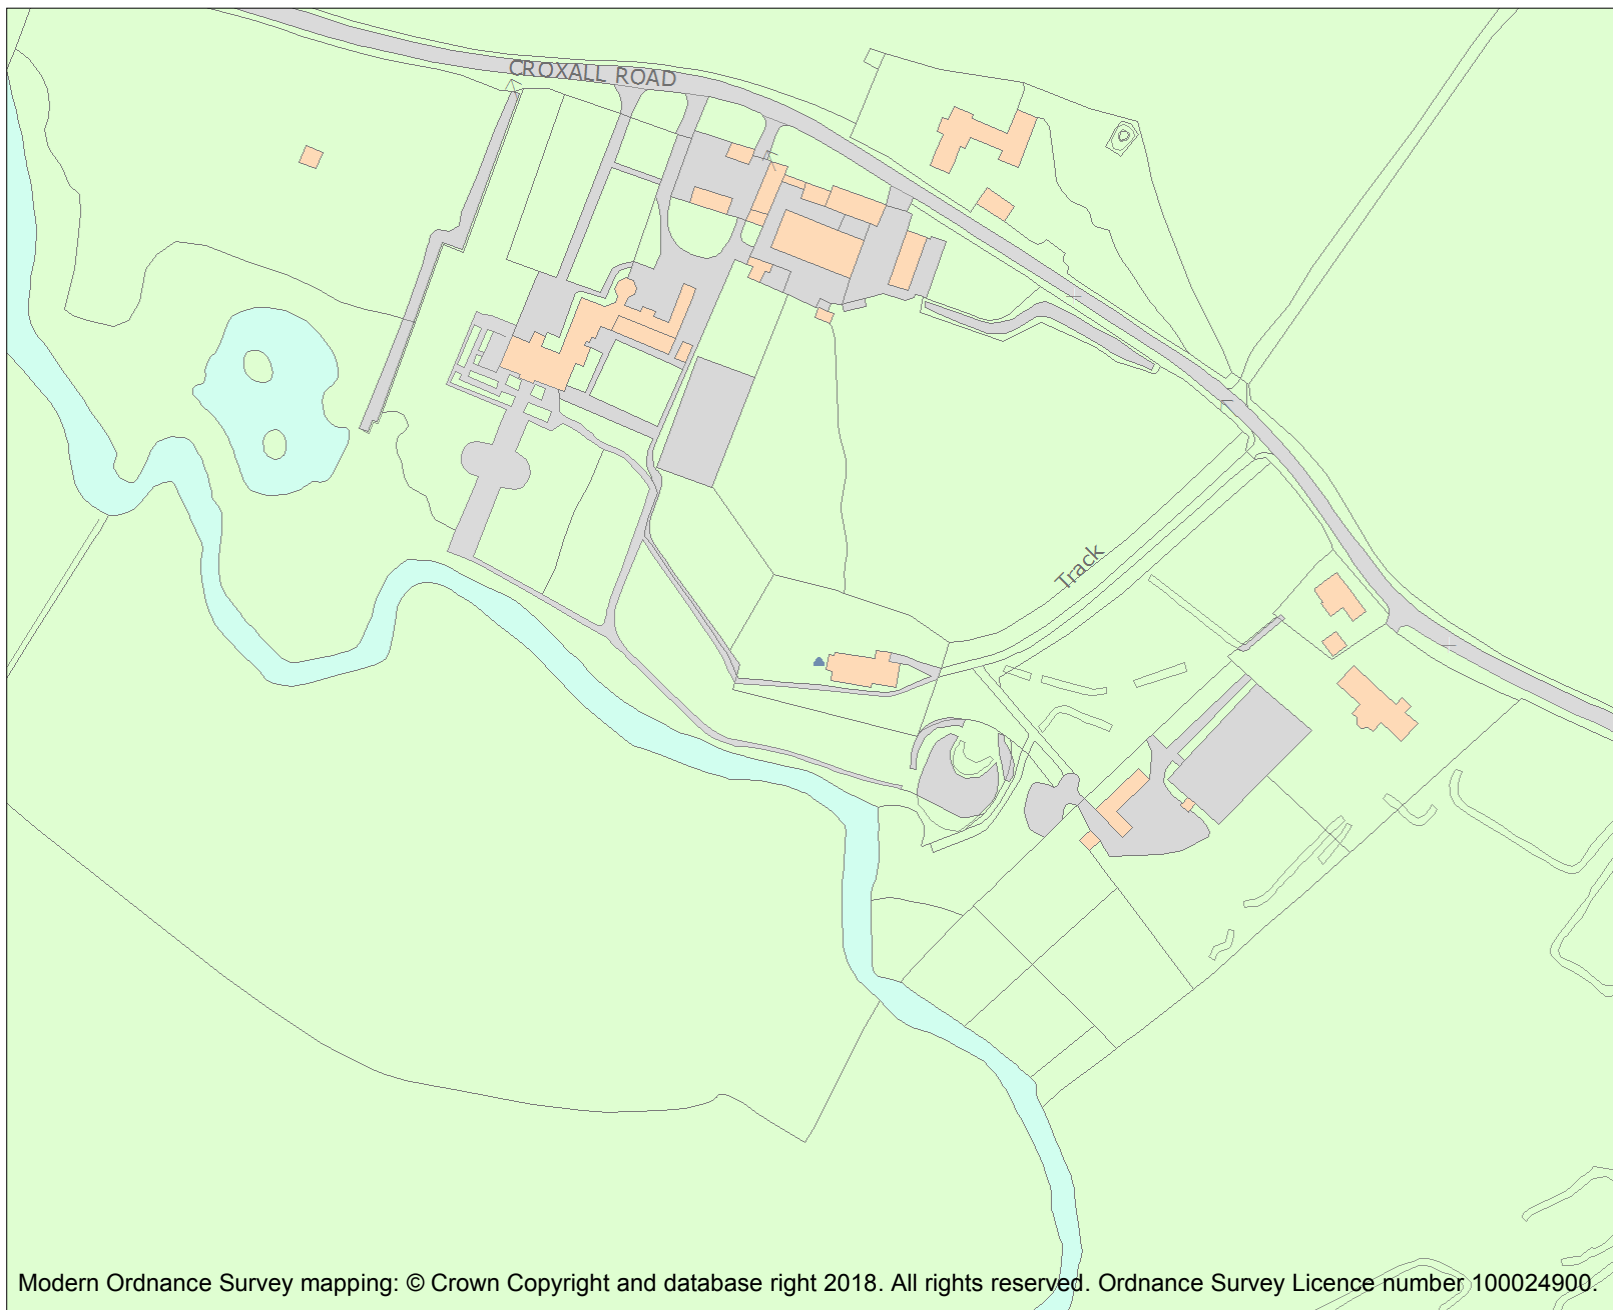 CROXALL ROAD
Track
Modern Ordnance Survey mapping: © Crown Copyright and database right 2018. All rights reserved. Ordnance Survey Licence number 100024900.